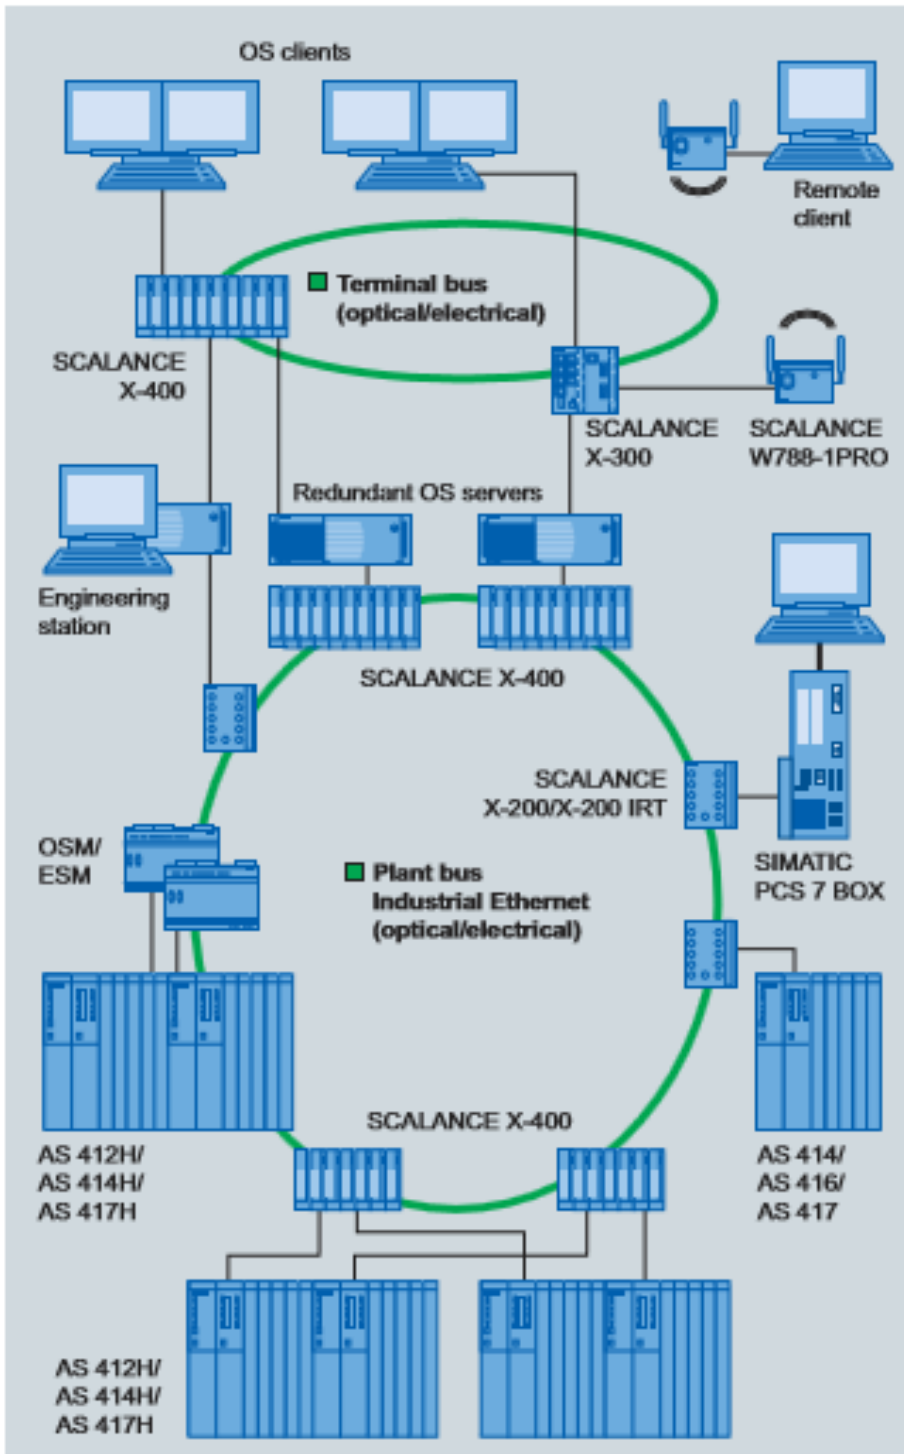 OS clients
Remote
client
Terminal bus
(optical/electrical)
SCALANCE
X-400
SCALANCE
X-300
SCALANCE
W788-1PRO
Redundant OS servers
Engineering
station
SCALANCE X-400
SCALANCE
X-200/X-200 IRT
OSM/
ESM
Plant bus
Industrial Ethernet
(optical/electrical)
SIMATIC
PCS 7 BOX
SCALANCE X-400
AS 412H/
AS 414H/
AS 417H
AS 414/
AS 416/
AS 417
AS 412H/
AS 414H/
AS 417H